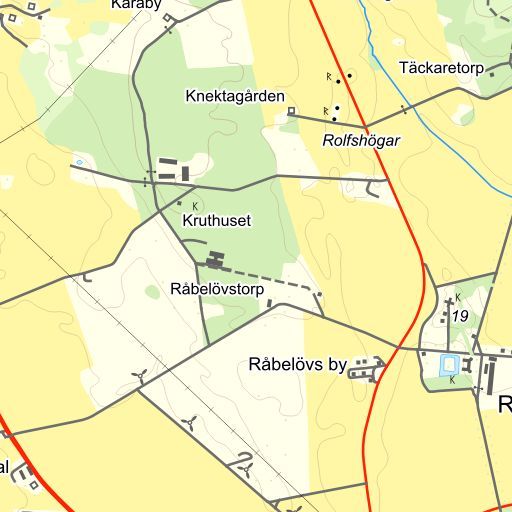 Karaby
Täckaretorp
R
Knektagården
R
Rolfshögar
K
Kruthuset
Råbelövstorp
K
19
Råbelövs by
K
R
al